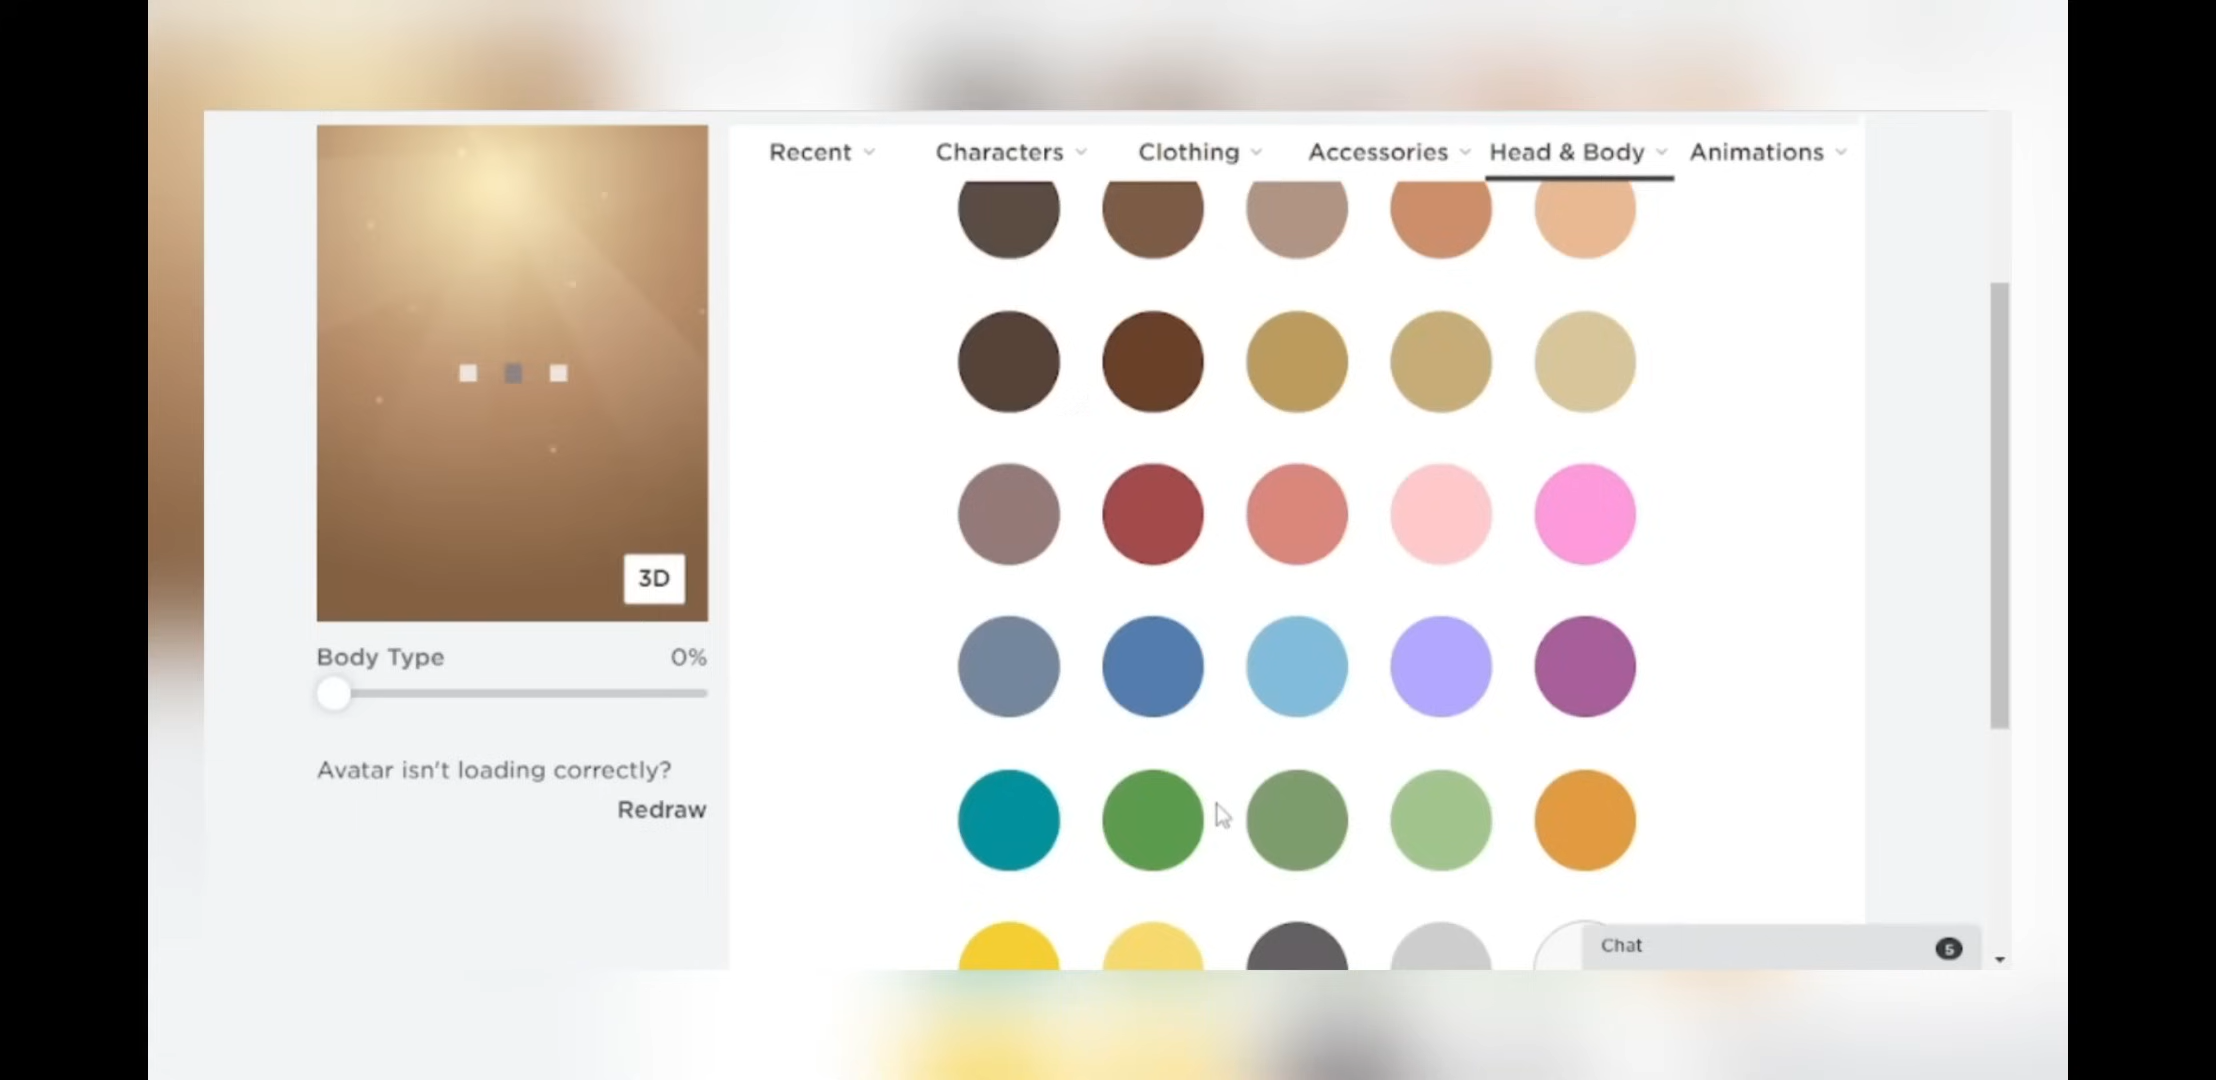 Recent
Characters
Clothing
Accessories
Head & Body
Animations
3D
Body Type 0%
Avatar isn't loading correctly?
Redraw
Chat 5